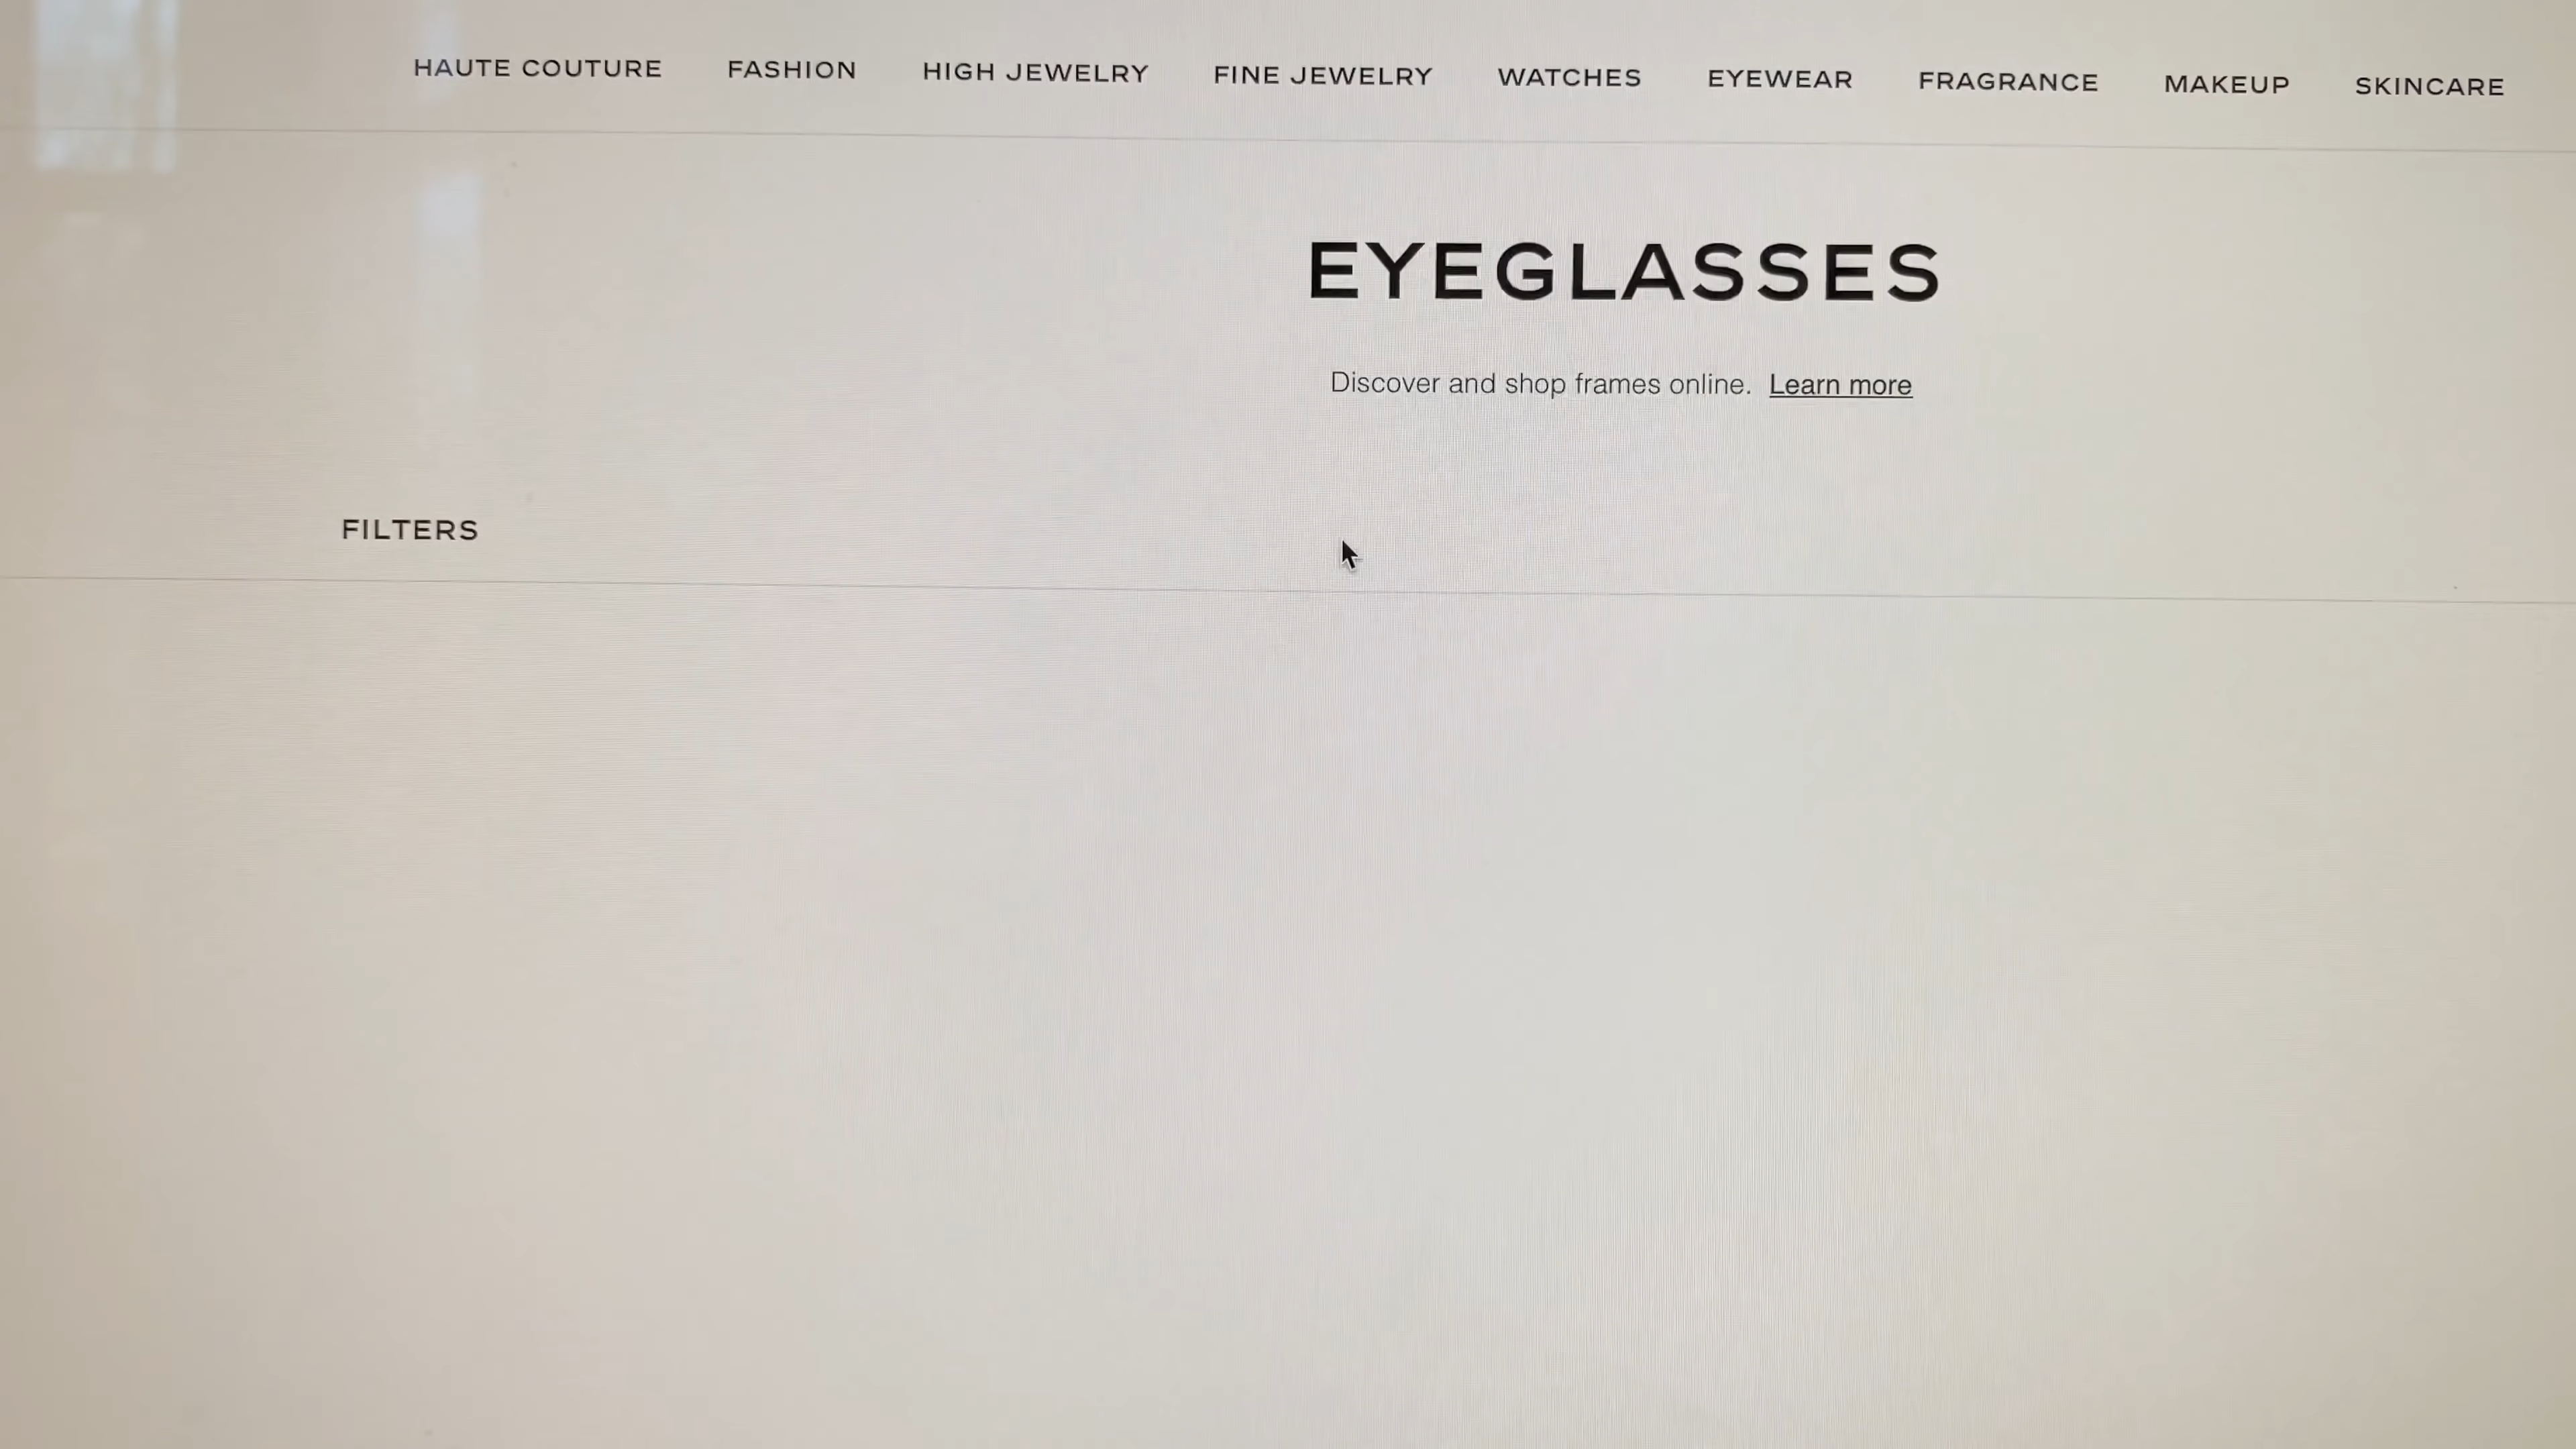 HAUTE COUTURE FASHION HIGH JEWELRY FINE JEWELRY WATCHES EYEWEAR FRAGRANCE MAKEUP SKINCARE
EYEGLASSES
Discover and shop frames online. Learn more
FILTERS